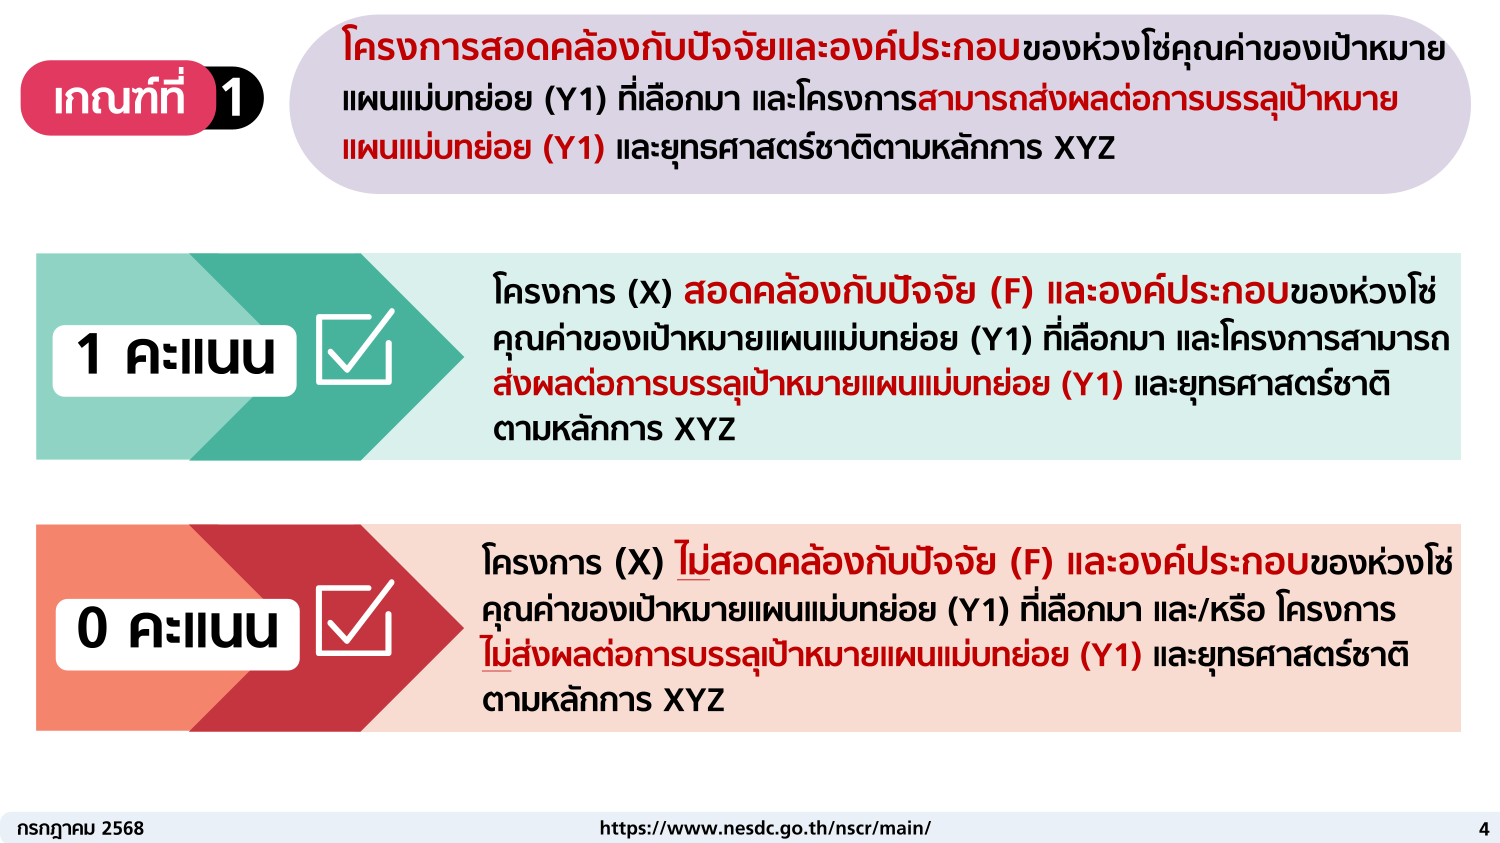 เกณฑ์ที่ 1
โครงการสอดคล้องกับปัจจัยและองค์ประกอบของห่วงโซ่คุณค่าของเป้าหมาย
แผนแม่บทย่อย (Y1) ที่เลือกมา และโครงการสามารถส่งผลต่อการบรรลุเป้าหมาย
แผนแม่บทย่อย (Y1) และยุทธศาสตร์ชาติตามหลักการ XYZ
1 คะแนน
โครงการ (X) สอดคล้องกับปัจจัย (F) และองค์ประกอบของห่วงโซ่
คุณค่าของเป้าหมายแผนแม่บทย่อย (Y1) ที่เลือกมา และโครงการสามารถ
ส่งผลต่อการบรรลุเป้าหมายแผนแม่บทย่อย (Y1) และยุทธศาสตร์ชาติ
ตามหลักการ XYZ
0 คะแนน
โครงการ (X) ไม่สอดคล้องกับปัจจัย (F) และองค์ประกอบของห่วงโซ่
คุณค่าของเป้าหมายแผนแม่บทย่อย (Y1) ที่เลือกมา และ/หรือ โครงการ
ไม่ส่งผลต่อการบรรลุเป้าหมายแผนแม่บทย่อย (Y1) และยุทธศาสตร์ชาติ
ตามหลักการ XYZ
กรกฎาคม 2568
https://www.nesdc.go.th/nscr/main/
4